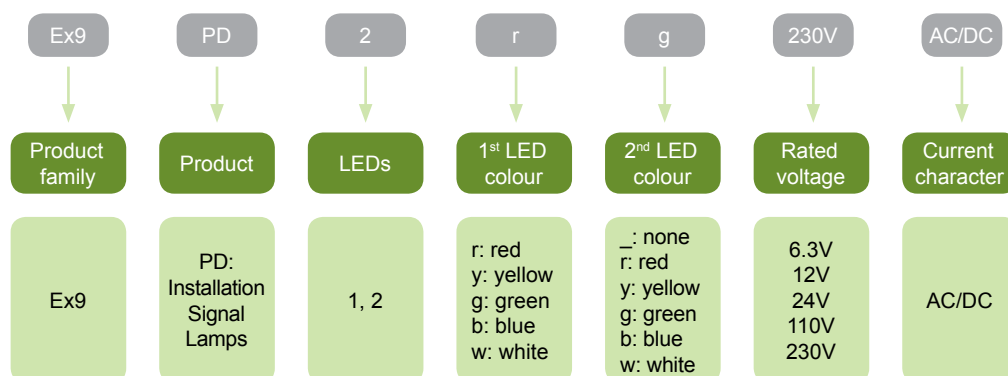 Ex9 PD 2 r g 230V AC/DC
Product family
Product
LEDs
1st LED colour
2nd LED colour
Rated voltage
Current character
Ex9
PD:
Installation
Signal
Lamps
1, 2
r: red
y: yellow
g: green
b: blue
w: white
_: none
r: red
y: yellow
g: green
b: blue
w: white
6.3V
12V
24V
110V
230V
AC/DC